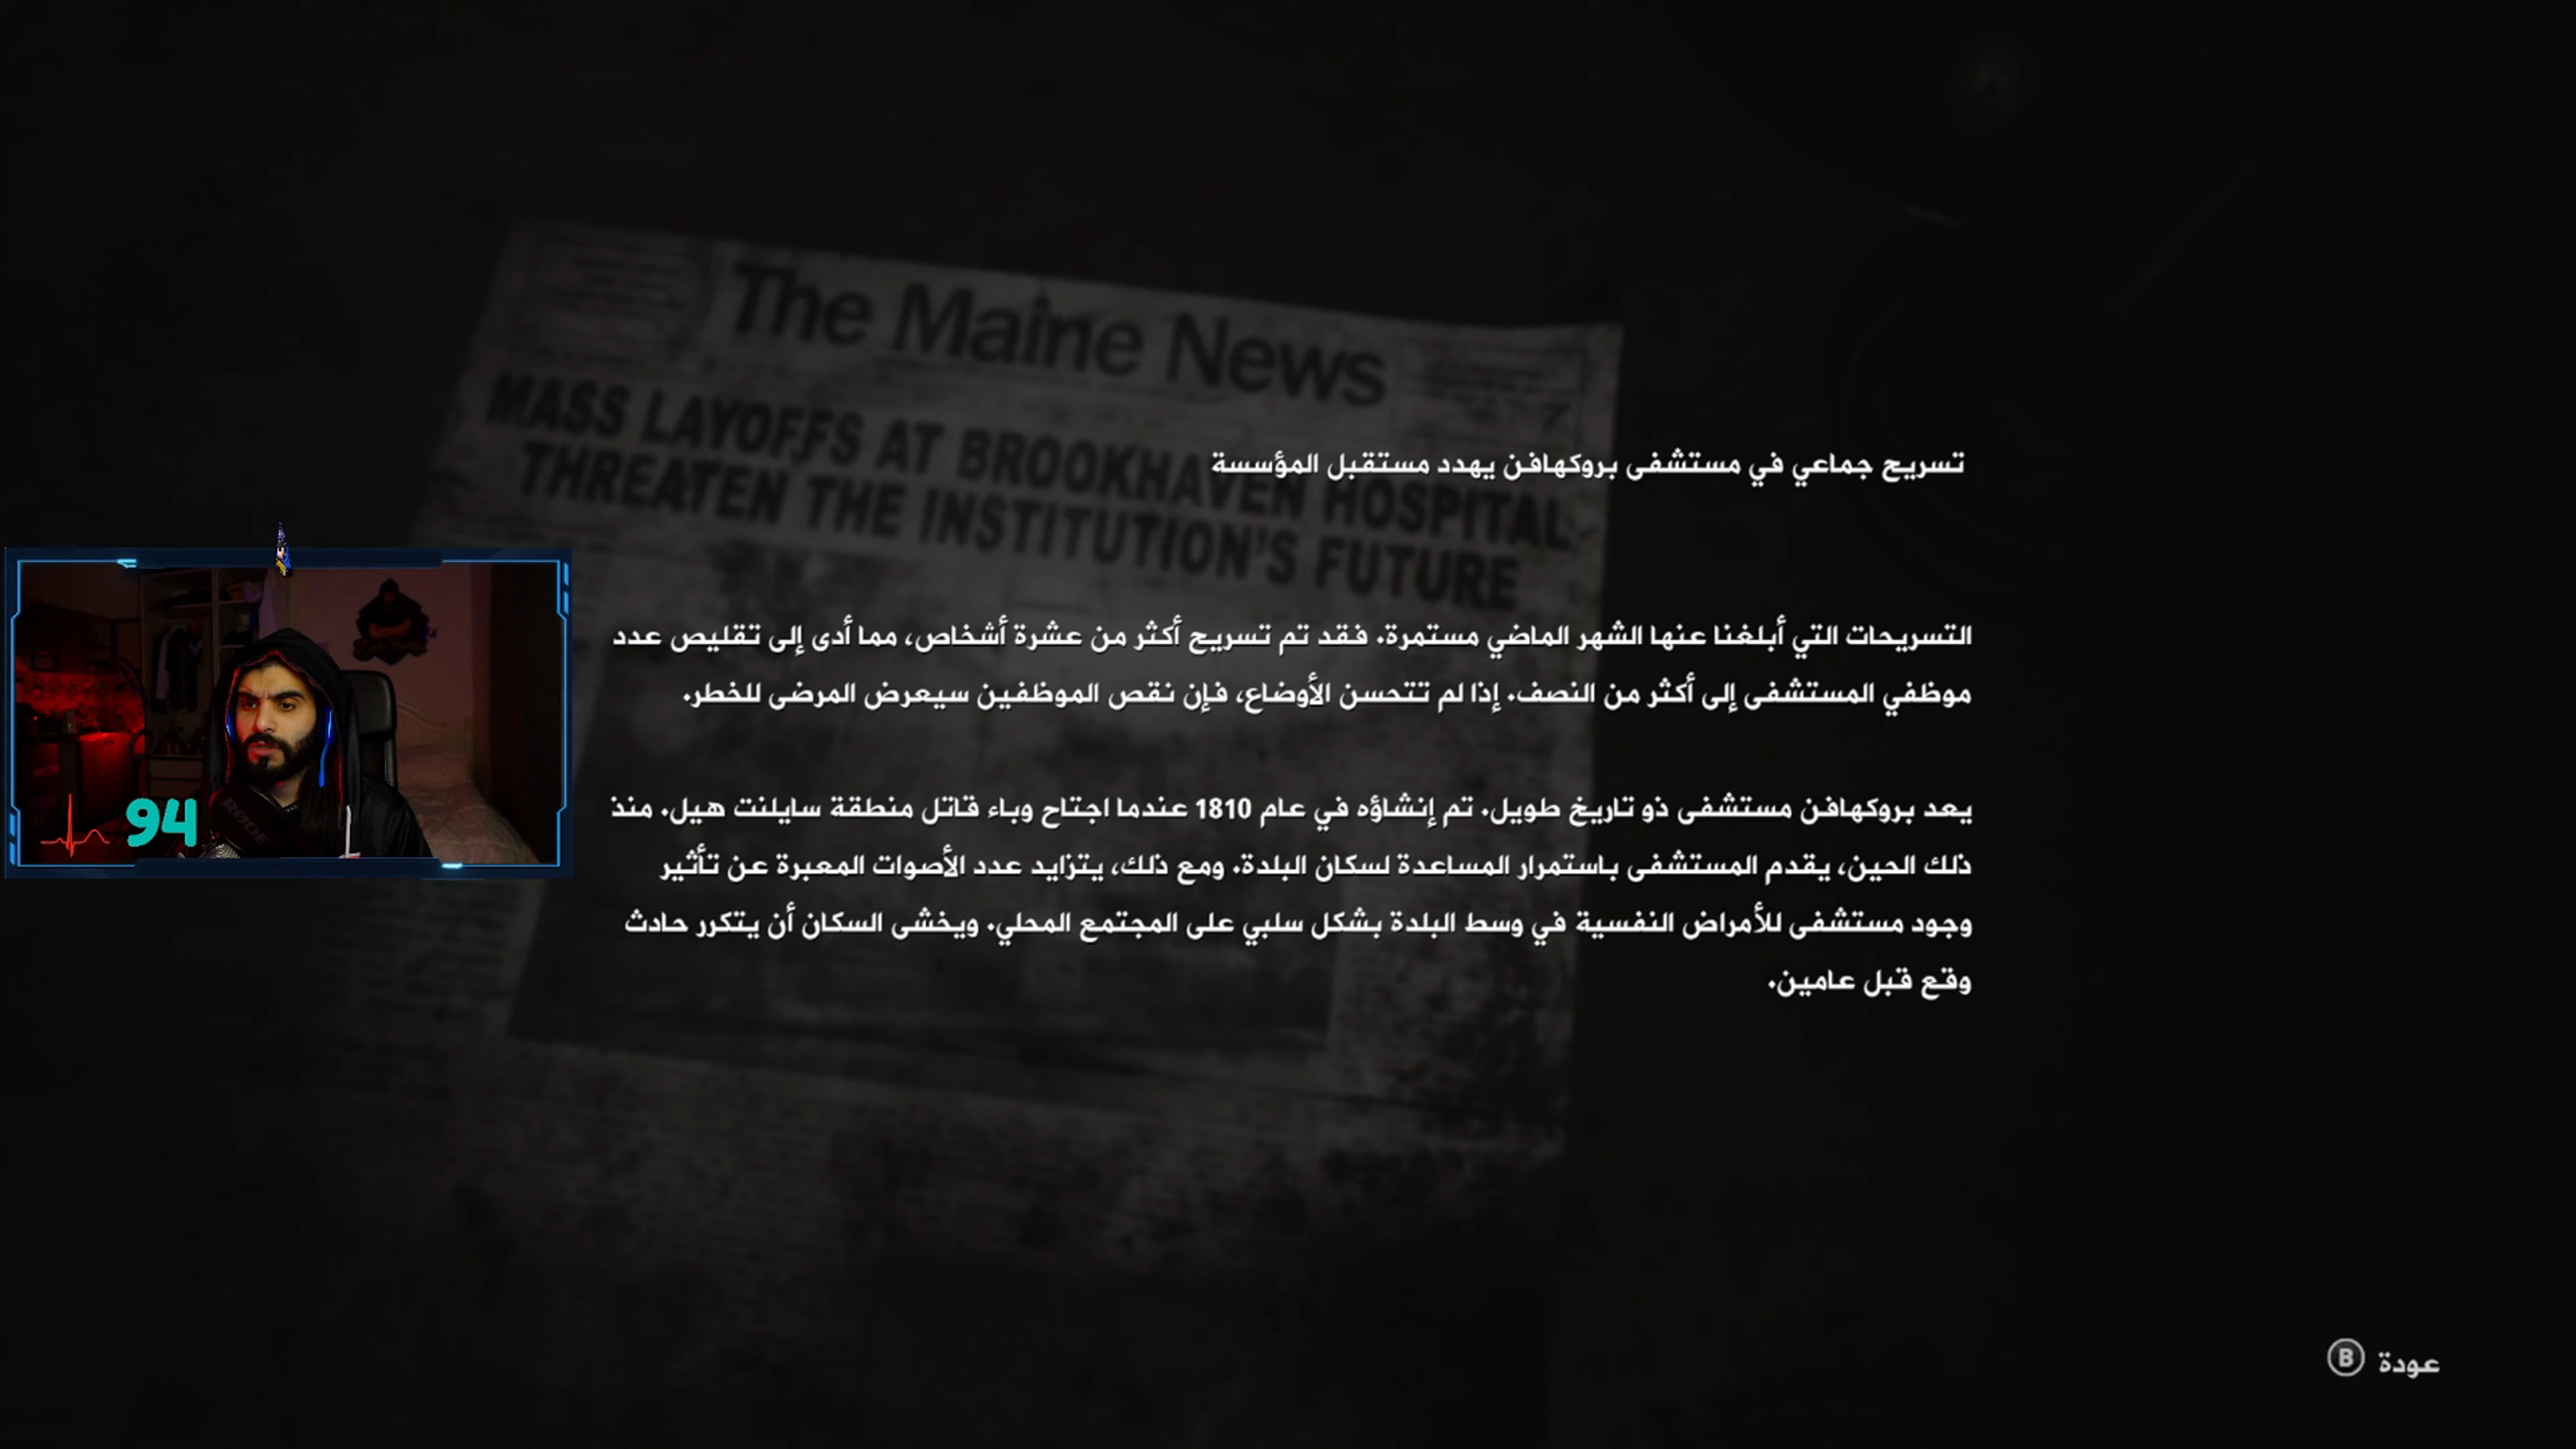 The Maine News
MASS LAYOFFS AT BROOKHAVEN HOSPITAL
THREATEN THE INSTITUTION'S FUTURE
تسريح جماعي في مستشفى بروكهافن يهدد مستقبل المؤسسة
التسريحات التي أبلغنا عنها الشهر الماضي مستمرة. فقد تم تسريح أكثر من عشرة أشخاص، مما أدى إلى تقليص عدد
موظفي المستشفى إلى أكثر من النصف. إذا لم تتحسن الأوضاع، فإن نقص الموظفين سيعرض المرضى للخطر.
يعد بروكهافن مستشفى ذو تاريخ طويل. تم إنشاؤه في عام 1810 عندما اجتاح وباء قاتل منطقة سايلنت هيل. منذ
ذلك الحين، يقدم المستشفى باستمرار المساعدة لسكان البلدة. ومع ذلك، يتزايد عدد الأصوات المعبرة عن تأثير
وجود مستشفى للأمراض النفسية في وسط البلدة بشكل سلبي على المجتمع المحلي. ويخشى السكان أن يتكرر حادث
وقع قبل عامين.
94
RØDE
عودة B